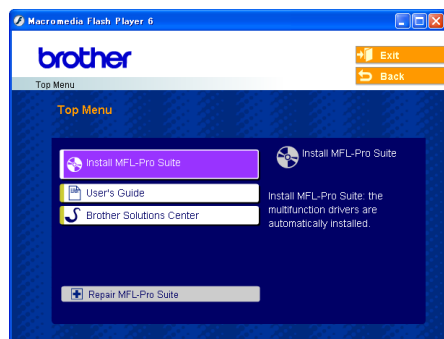 Macromedia Flash Player 6
brother
Exit
Back
Top Menu
Top Menu
Install MFL-Pro Suite
User's Guide
Brother Solutions Center
Repair MFL-Pro Suite
Install MFL-Pro Suite
Install MFL-Pro Suite: the
multifunction drivers are
automatically installed.